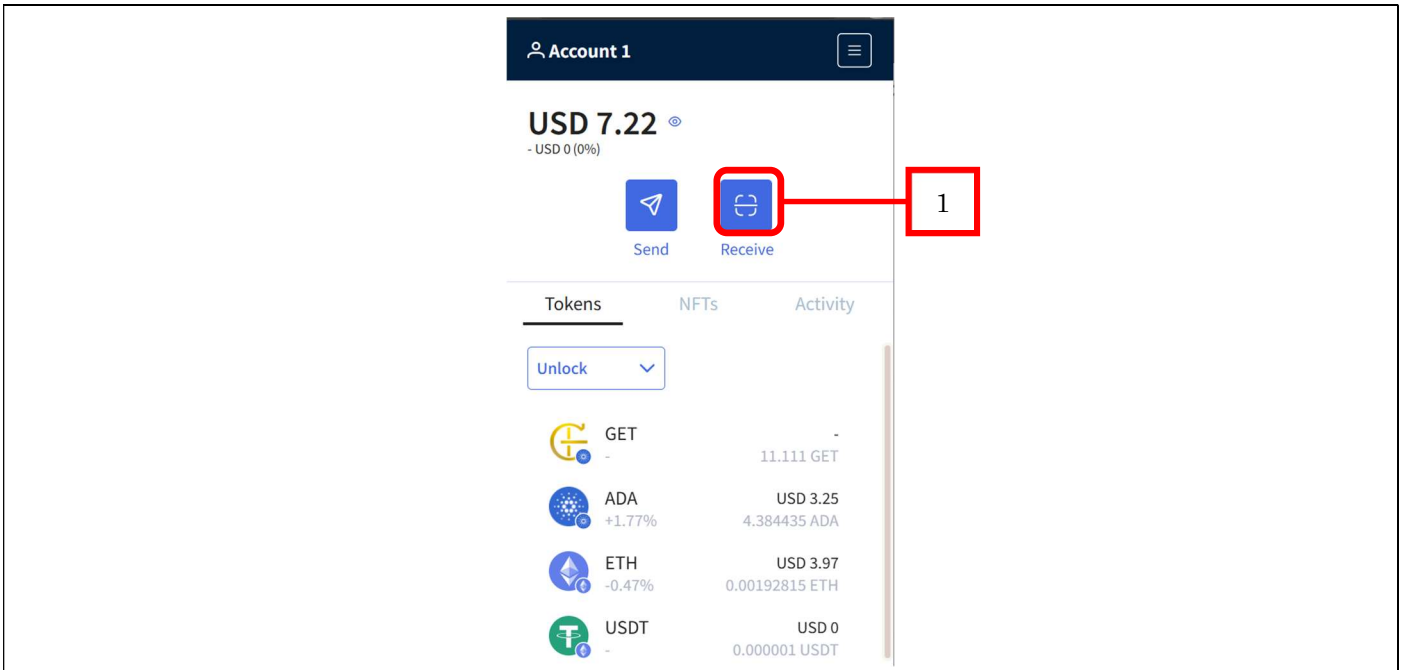 Account 1
USD 7.22
- USD 0 (0%)
1
Send Receive
Tokens NFTs Activity
Unlock
GET -
- 11.111 GET
ADA USD 3.25
+1.77% 4.384435 ADA
ETH USD 3.97
-0.47% 0.00192815 ETH
USDT USD 0
- 0.000001 USDT